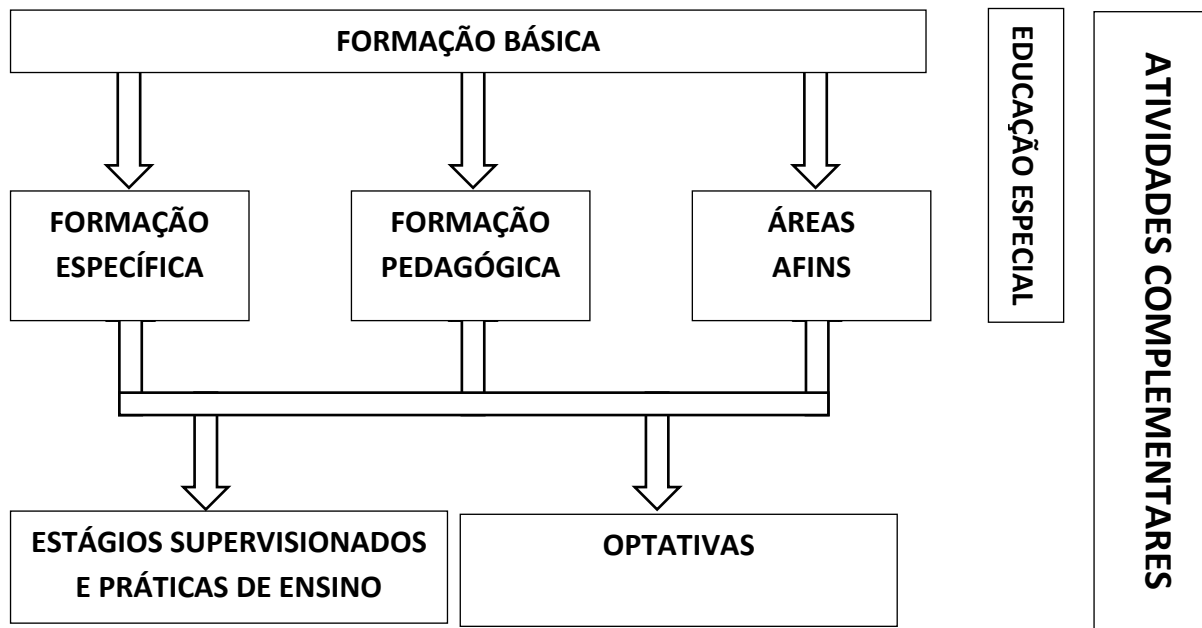 FORMAÇÃO BÁSICA
FORMAÇÃO
ESPECÍFICA
FORMAÇÃO
PEDAGÓGICA
ÁREAS
AFINS
ESTÁGIOS SUPERVISIONADOS
E PRÁTICAS DE ENSINO
OPTATIVAS
EDUCAÇÃO ESPECIAL
ATIVIDADES COMPLEMENTARES